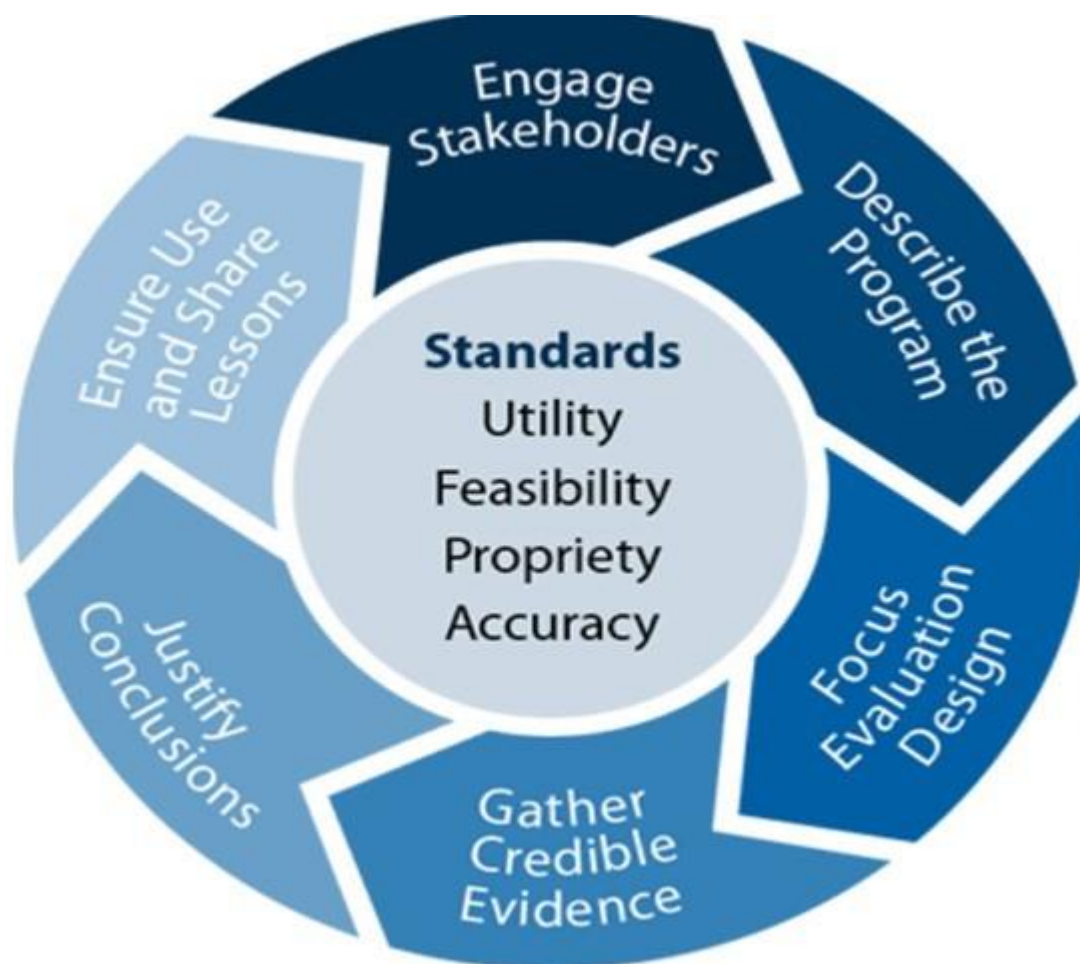 Engage
Stakeholders
Describe the
Program
Focus
Evaluation
Design
Gather
Credible
Evidence
Justify
Conclusions
Ensure Use
and Share
Lessons
Standards
Utility
Feasibility
Propriety
Accuracy